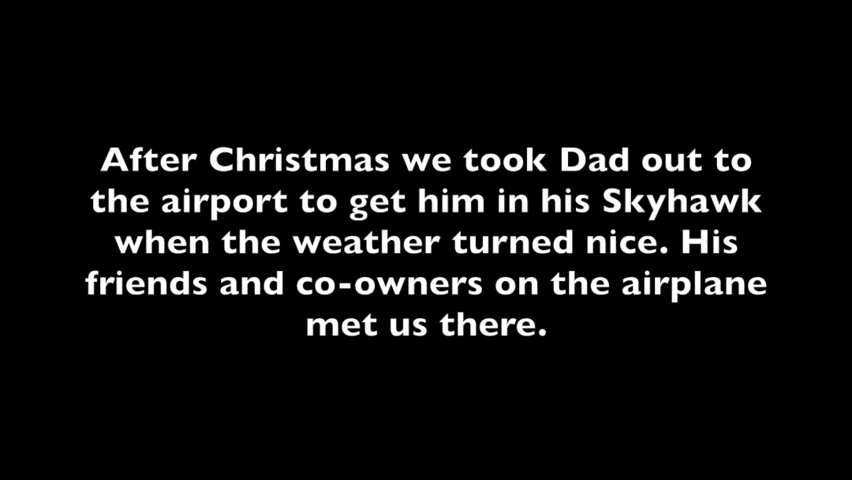 After Christmas we took Dad out to
the airport to get him in his Skyhawk
when the weather turned nice. His
friends and co-owners on the airplane
met us there.